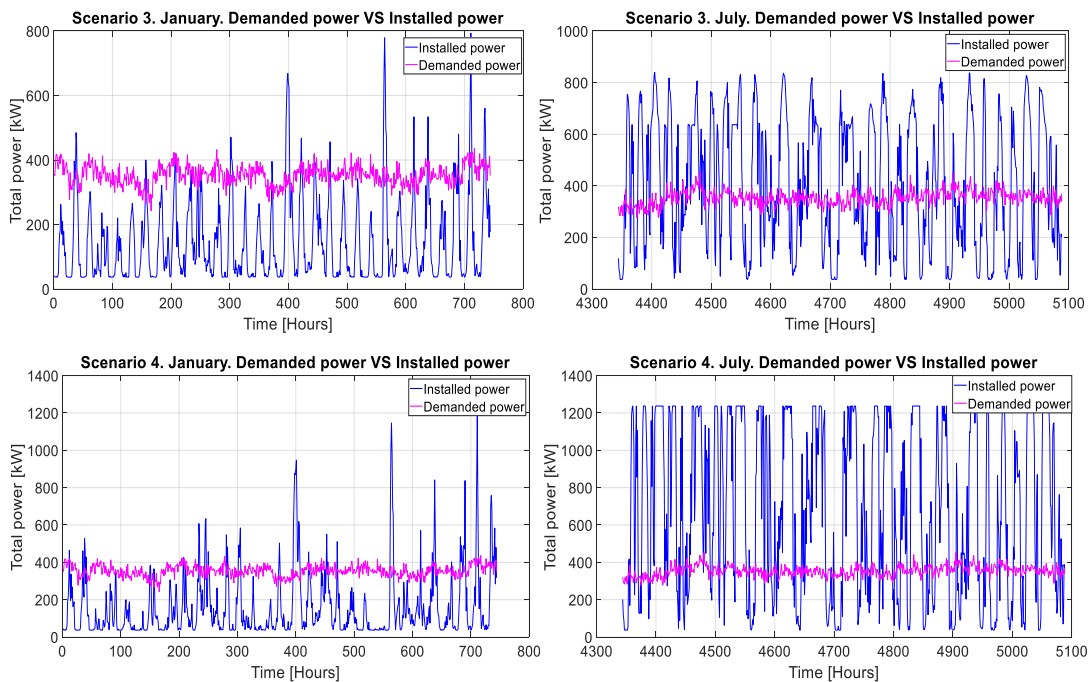 Scenario 3. January. Demanded power VS Installed power
Total power [kW]
800
600
400
200
0
Installed power
Demanded power
0 100 200 300 400 500 600 700 800
Time [Hours]
Scenario 3. July. Demanded power VS Installed power
Total power [kW]
1000
800
600
400
200
0
Installed power
Demanded power
4300 4400 4500 4600 4700 4800 4900 5000 5100
Time [Hours]
Scenario 4. January. Demanded power VS Installed power
Total power [kW]
1400
1200
1000
800
600
400
200
0
Installed power
Demanded power
0 100 200 300 400 500 600 700 800
Time [Hours]
Scenario 4. July. Demanded power VS Installed power
Total power [kW]
1400
1200
1000
800
600
400
200
0
Installed power
Demanded power
4300 4400 4500 4600 4700 4800 4900 5000 5100
Time [Hours]